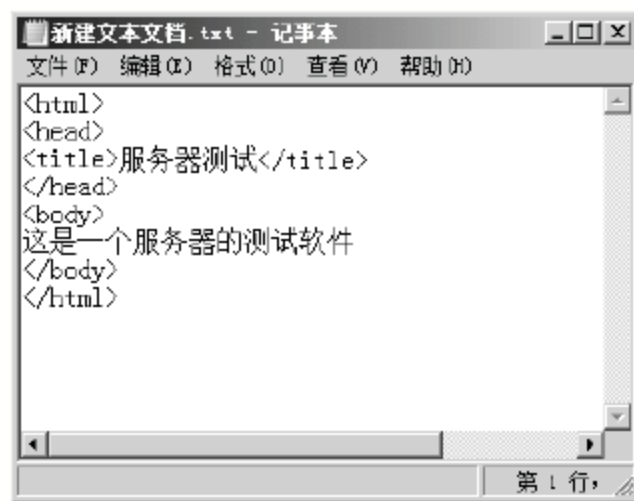 新建文本文档.txt - 记事本
文件(F) 编辑(E) 格式(O) 查看(V) 帮助(H)
<html>
<head>
<title>服务器测试</title>
</head>
<body>
这是一个服务器的测试软件
</body>
</html>
第 1 行,